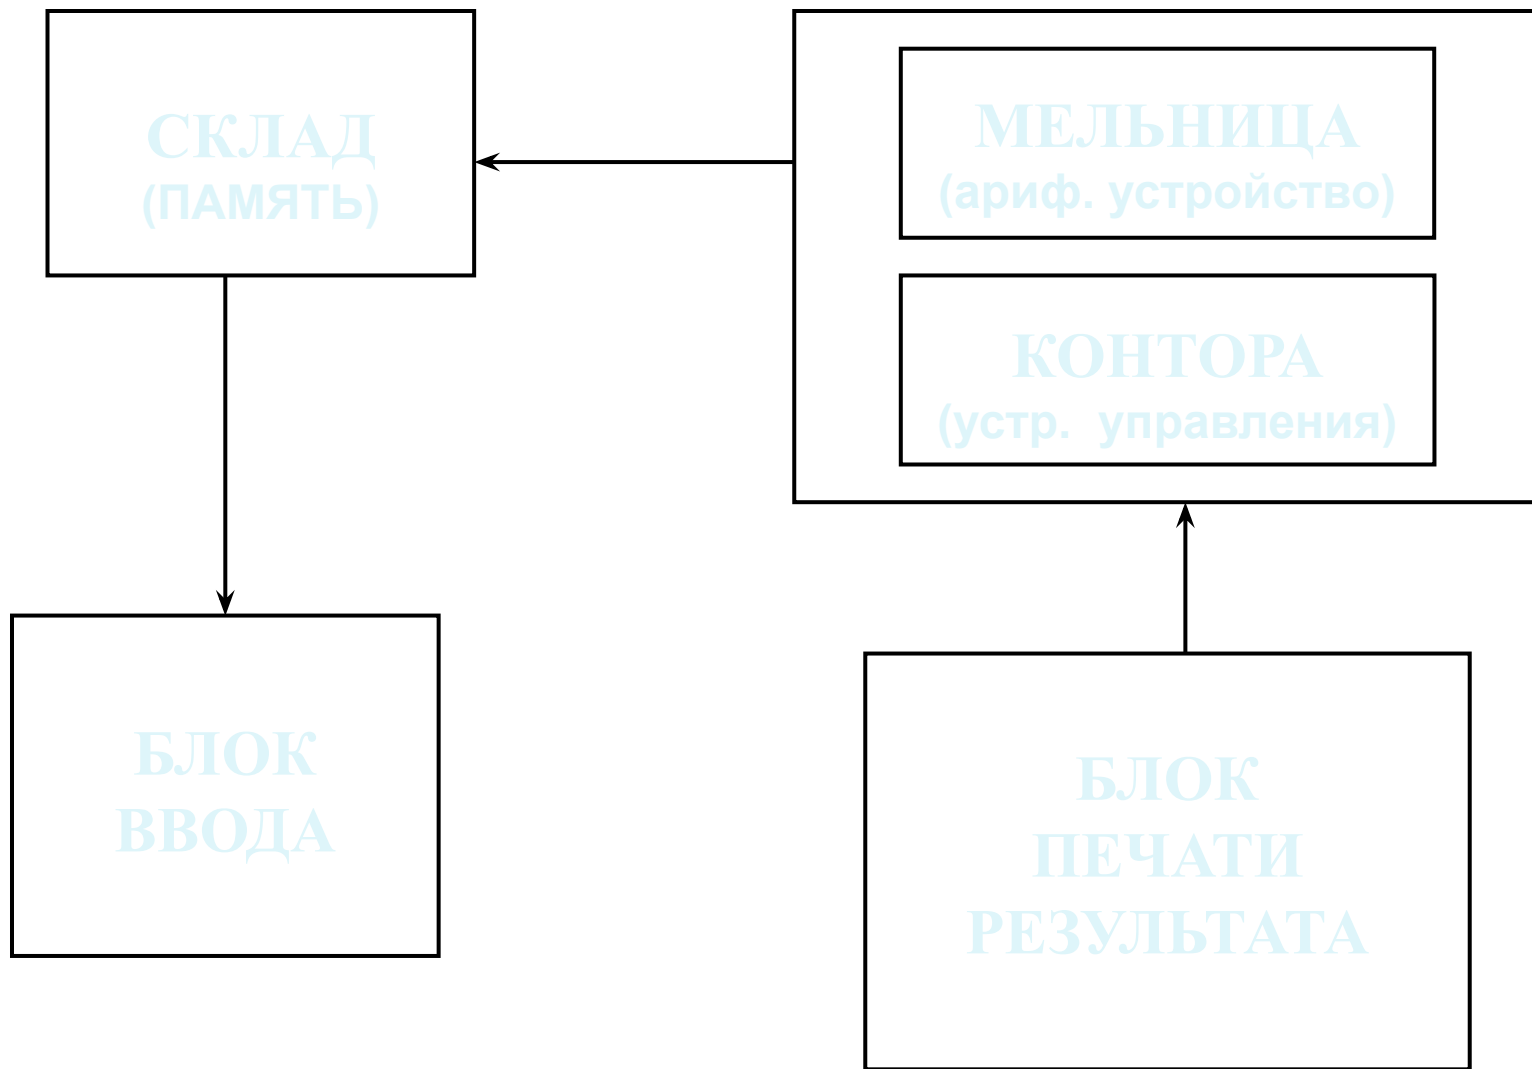 СКЛАД
(ПАМЯТЬ)
МЕЛЬНИЦА
(ариф. устройство)
КОНТОРА
(устр. управления)
БЛОК
ВВОДА
БЛОК
ПЕЧАТИ
РЕЗУЛЬТАТА